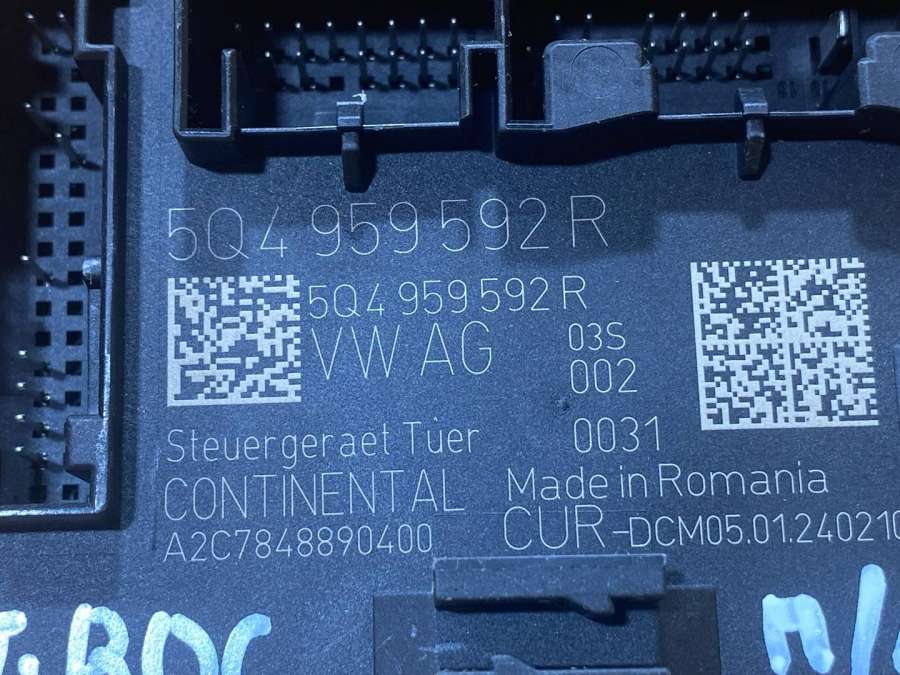 5Q4 959 592 R
5Q4 959 592 R
VW AG
03S
002
Steuergeraet Tuer
0031
CONTINENTAL
Made in Romania
A2C7848890400
CUR-DCM05.01.240210